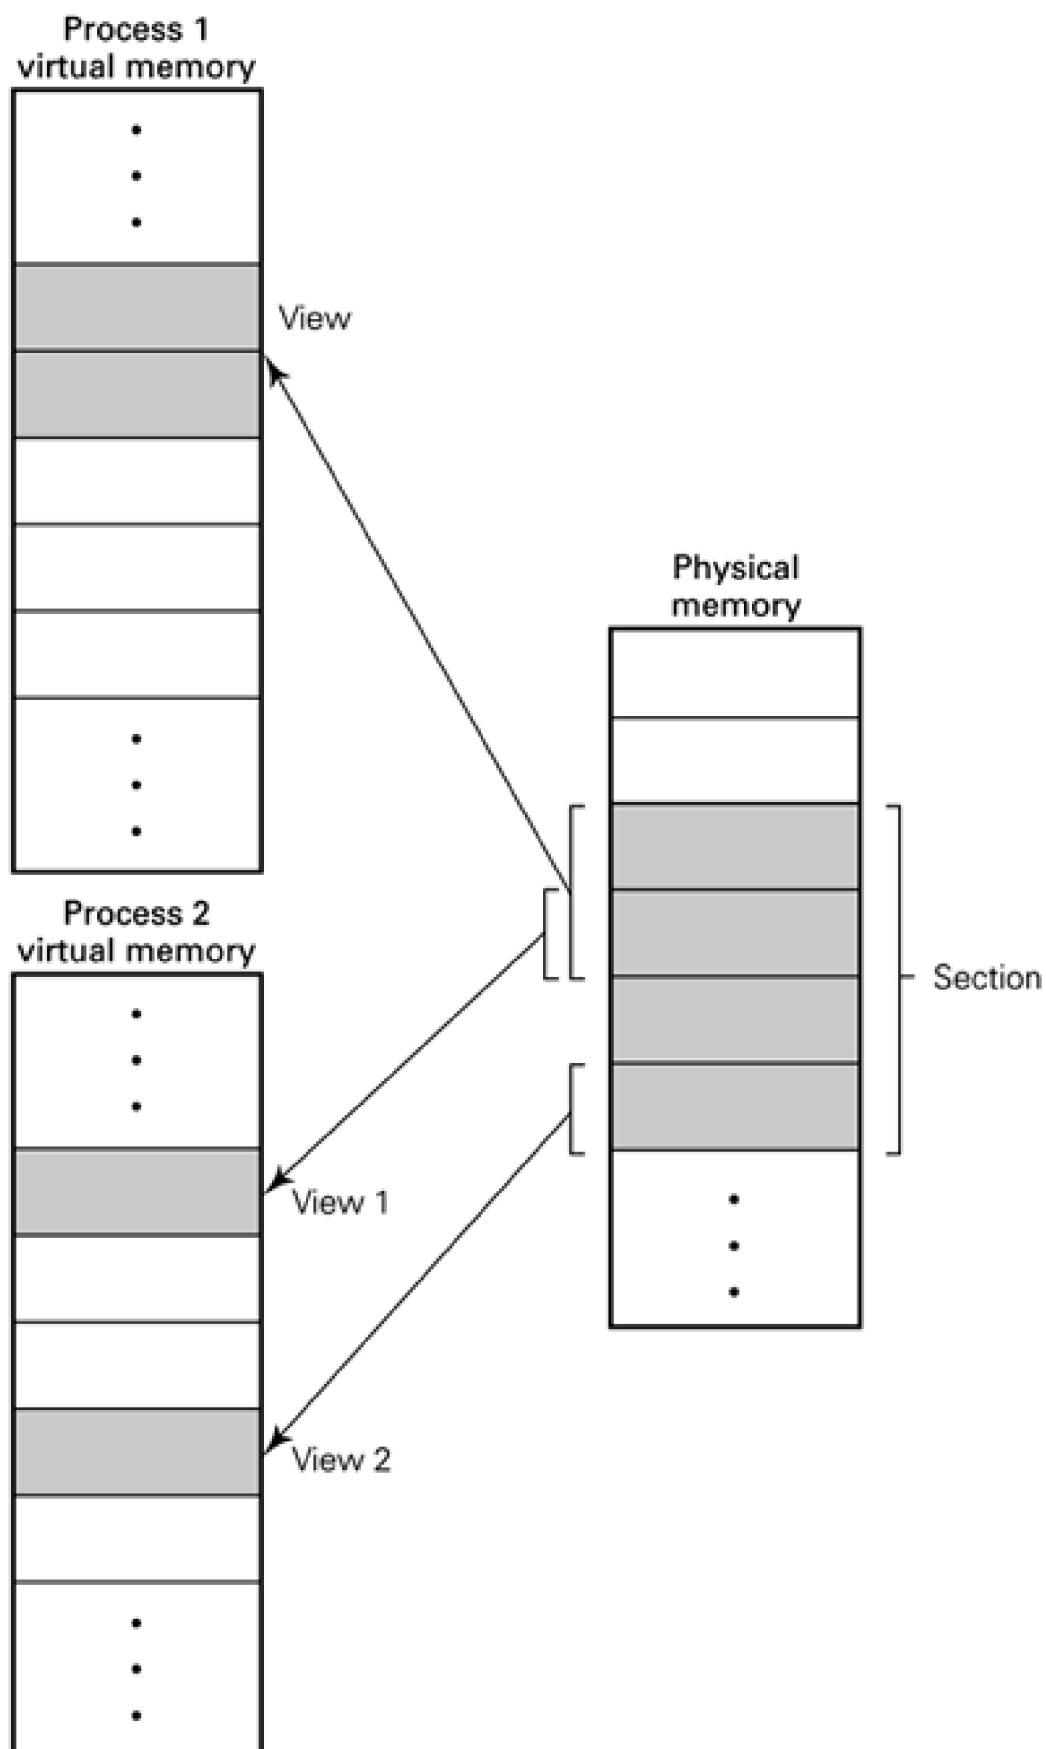 Process 1
virtual memory
View
Physical
memory
Process 2
virtual memory
Section
View 1
View 2